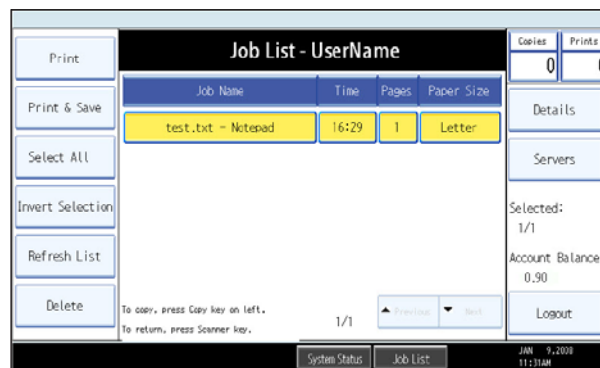 Job List - UserName
Copies Prints
0
Print
Print & Save
Select All
Invert Selection
Refresh List
Delete
Job Name Time Pages Paper Size
test.txt - Notepad 16:29 1 Letter
To copy, press Copy key on left.
To return, press Scanner key.
1/1
Previous Next
Details
Servers
Selected:
1/1
Account Balance
0.90
Logout
System Status Job List
JAN 9,2008
11:31AM